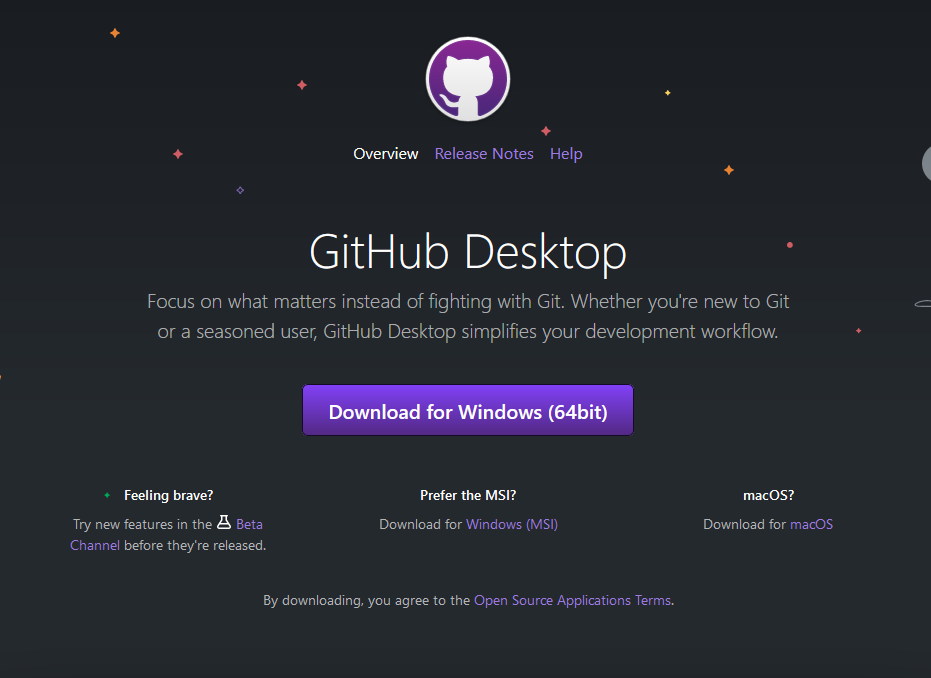 Overview Release Notes Help
GitHub Desktop
Focus on what matters instead of fighting with Git. Whether you're new to Git
or a seasoned user, GitHub Desktop simplifies your development workflow.
Download for Windows (64bit)
Feeling brave?
Try new features in the Beta
Channel before they're released.
Prefer the MSI?
Download for Windows (MSI)
macOS?
Download for macOS
By downloading, you agree to the Open Source Applications Terms.